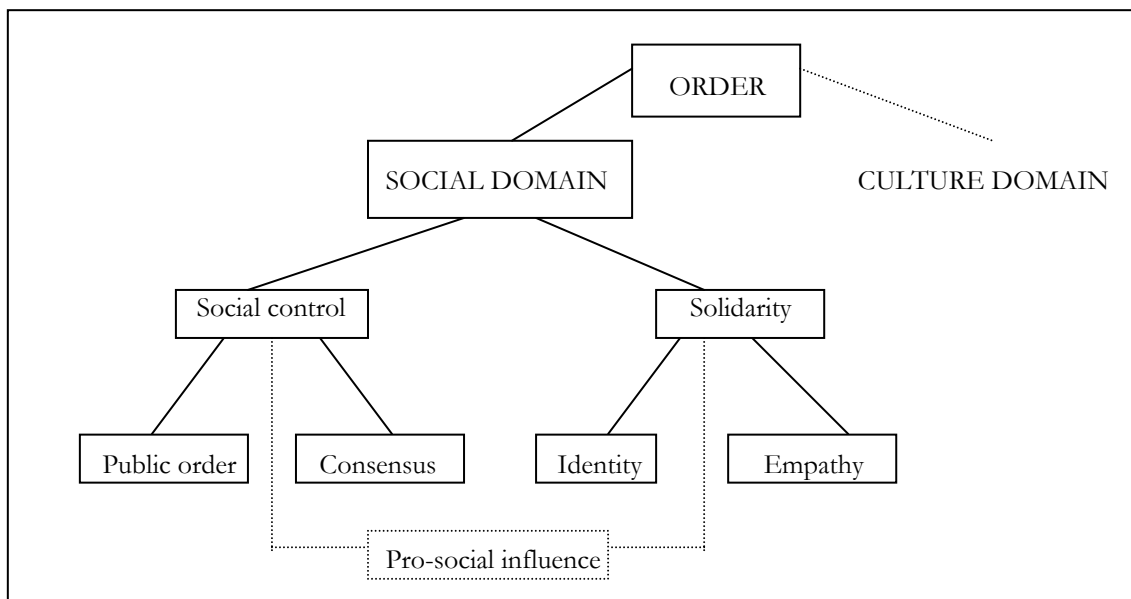 ORDER
SOCIAL DOMAIN
CULTURE DOMAIN
Social control
Solidarity
Public order
Consensus
Identity
Empathy
Pro-social influence